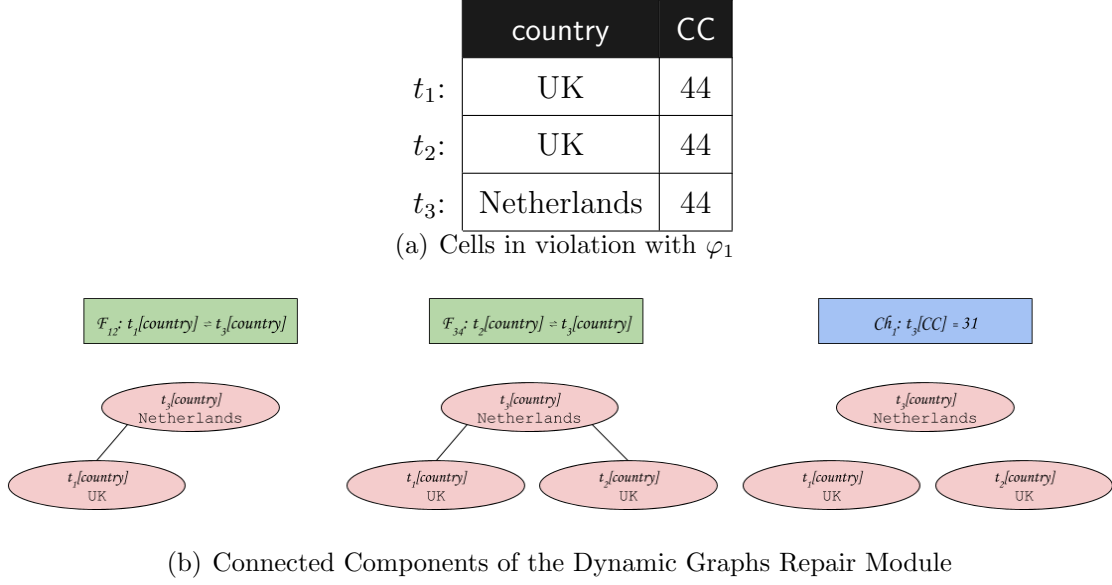 country CC
t₁: UK 44
t₂: UK 44
t₃: Netherlands 44
(a) Cells in violation with φ₁
F₁₂: t₁[country] = t₃[country]
F₃₄: t₂[country] = t₃[country]
Ch₁: t₃[CC] = 31
t₃[country]
Netherlands
t₁[country]
UK
t₃[country]
Netherlands
t₁[country]
UK
t₂[country]
UK
t₃[country]
Netherlands
t₁[country]
UK
t₂[country]
UK
(b) Connected Components of the Dynamic Graphs Repair Module